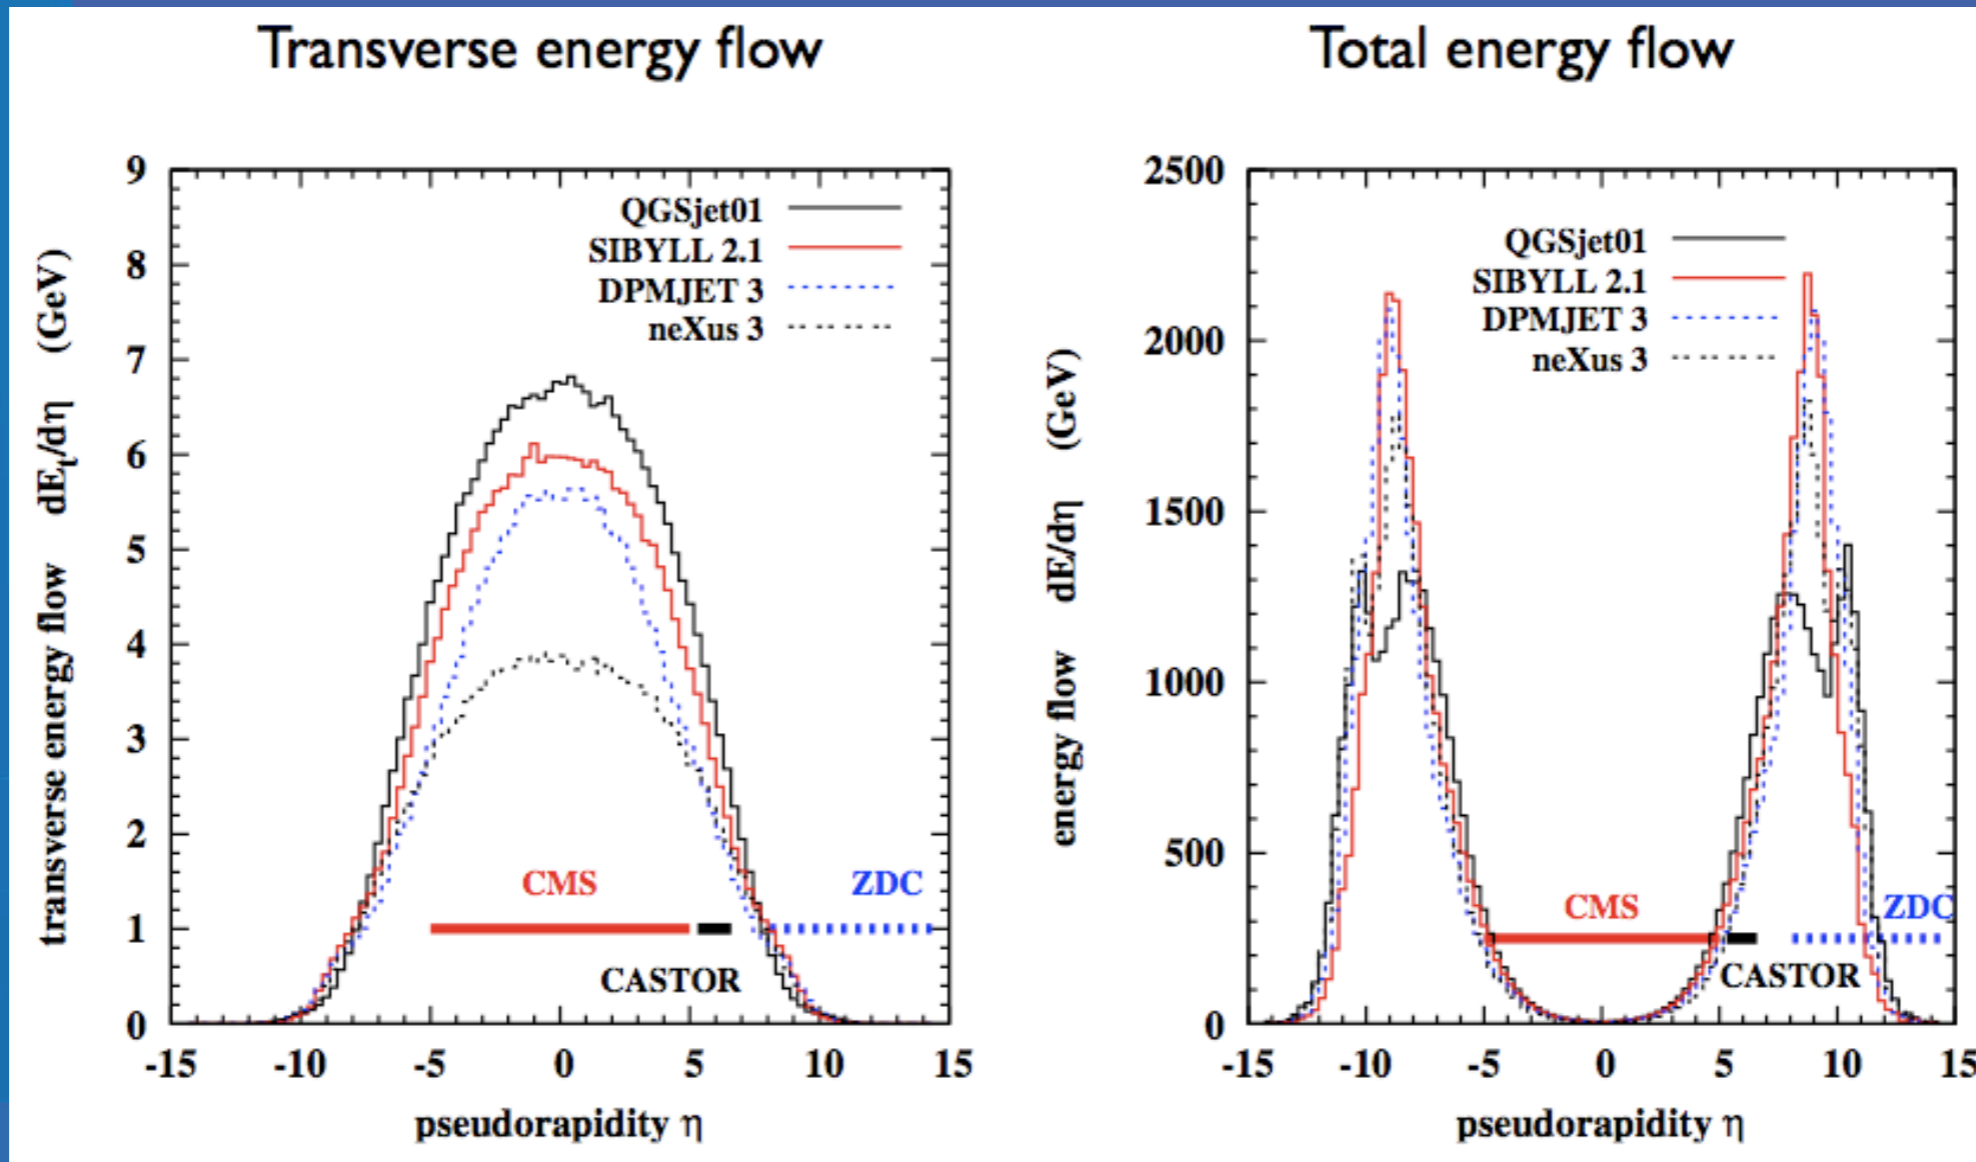 Transverse energy flow
Total energy flow
9
8
7
6
5
4
3
2
1
0
transverse energy flow dEt/dη (GeV)
QGSjet01
SIBYLL 2.1
DPMJET 3
neXus 3
CMS
ZDC
CASTOR
-15 -10 -5 0 5 10 15
pseudorapidity η
2500
2000
1500
1000
500
0
energy flow dE/dη (GeV)
QGSjet01
SIBYLL 2.1
DPMJET 3
neXus 3
CMS
ZDC
CASTOR
-15 -10 -5 0 5 10 15
pseudorapidity η